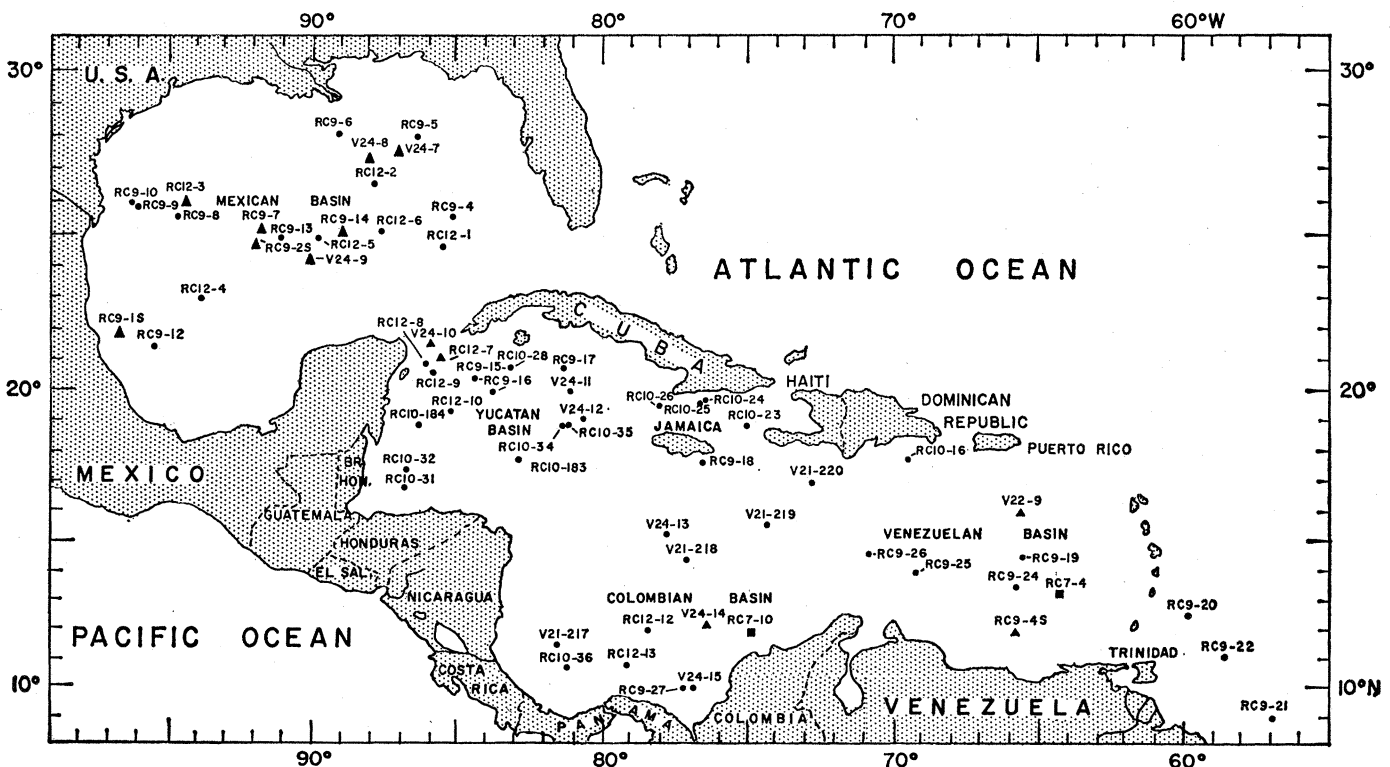 90° 80° 70° 60°W
30° 30°
U.S.A.
RC9-6 RC9-5
V24-8 V24-7
RC12-2
RC9-10 RC12-3
RC9-9 RC9-8
MEXICAN BASIN
RC9-7 RC9-14 RC12-6 RC9-4
RC9-13
RC9-2S RC12-5 RC12-1
V24-9
ATLANTIC OCEAN
RC12-4
RC9-1S
RC9-12
CUBA
RC12-8
V24-10
RC12-7
RC10-28 RC9-17
RC9-15
RC12-9 RC9-16 V24-11
20° 20°
HAITI
RC10-26 RC10-24
RC10-25
DOMINICAN
REPUBLIC
RC12-10
RC10-184
YUCATAN
BASIN
V24-12
RC10-35
RC10-23
JAMAICA
RC10-34
RC10-183
RC9-18
RC10-16
PUERTO RICO
MEXICO
BR.
HON.
RC10-32
RC10-31
V21-220
GUATEMALA
V22-9
V24-13
V21-219
HONDURAS
V21-218
VENEZUELAN BASIN
RC9-26
RC9-25
RC9-19
EL SAL.
RC9-24 RC7-4
NICARAGUA
COLOMBIAN BASIN
RC12-12
V24-14 RC7-10
RC9-4S
RC9-20
PACIFIC OCEAN
V21-217
RC10-36
RC12-13
TRINIDAD
RC9-22
COSTA
RICA
V24-15
RC9-27
10° 10°N
PANAMA
COLOMBIA
VENEZUELA
RC9-21
90° 80° 70° 60°